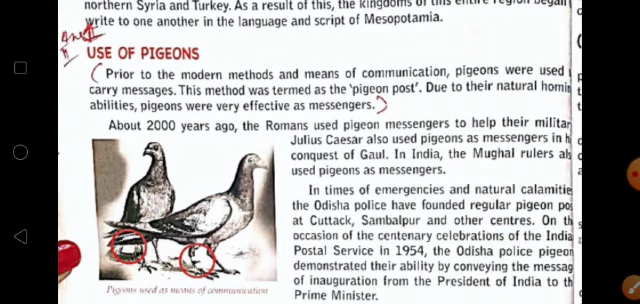 northern Syria and Turkey. As a result of this, the kingdoms of this entire region began
write to one another in the language and script of Mesopotamia.
USE OF PIGEONS
(Prior to the modern methods and means of communication, pigeons were used
carry messages. This method was termed as the 'pigeon post'. Due to their natural homin
abilities, pigeons were very effective as messengers.)
About 2000 years ago, the Romans used pigeon messengers to help their militar
Julius Caesar also used pigeons as messengers in h
conquest of Gaul. In India, the Mughal rulers als
used pigeons as messengers.
In times of emergencies and natural calamitie
the Odisha police have founded regular pigeon po
at Cuttack, Sambalpur and other centres. On th
occasion of the centenary celebrations of the India
Postal Service in 1954, the Odisha police pigeon
demonstrated their ability by conveying the messag
of inauguration from the President of India to th
Prime Minister.
Pigeons used as means of communication